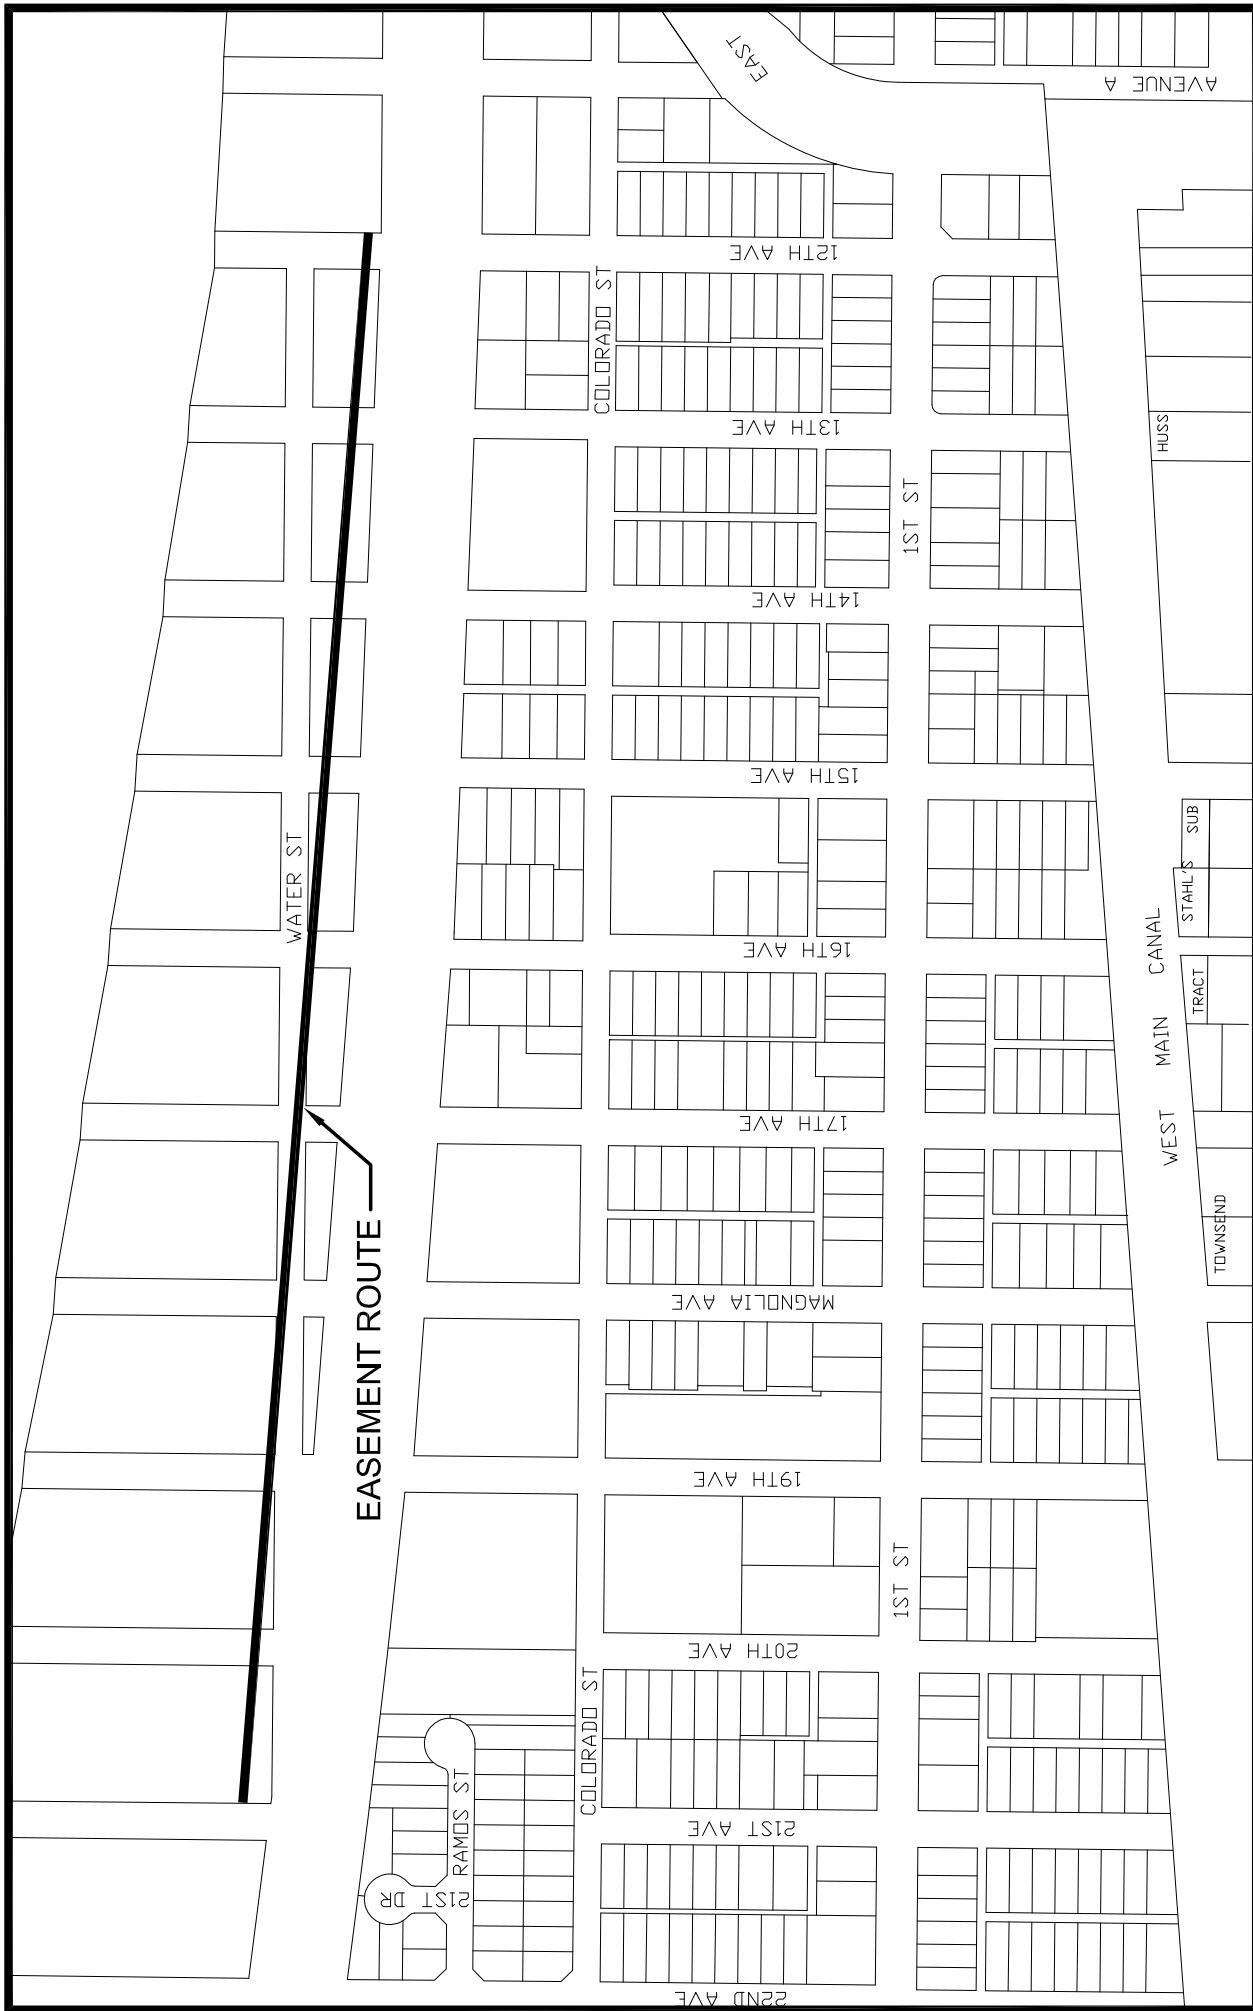 EAST
AVENUE A
12TH AVE
COLORADO ST
13TH AVE
HUSS
1ST ST
14TH AVE
15TH AVE
WATER ST
STAHL'S SUB
16TH AVE
WEST MAIN CANAL
TRACT
17TH AVE
TOWNSEND
EASEMENT ROUTE
MAGNOLIA AVE
19TH AVE
1ST ST
20TH AVE
COLORADO ST
RAMOS ST
21ST AVE
21ST DR
22ND AVE